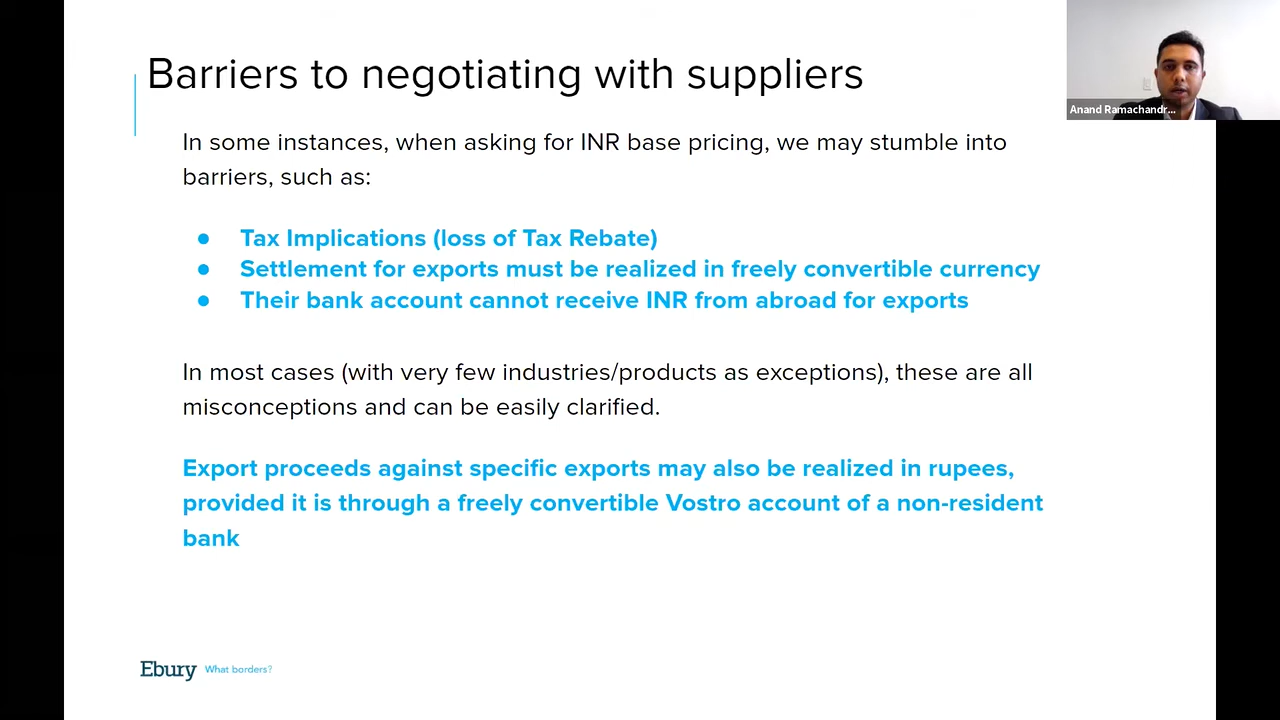 Barriers to negotiating with suppliers
Anand Ramachandr...
In some instances, when asking for INR base pricing, we may stumble into
barriers, such as:
● Tax Implications (loss of Tax Rebate)
● Settlement for exports must be realized in freely convertible currency
● Their bank account cannot receive INR from abroad for exports
In most cases (with very few industries/products as exceptions), these are all
misconceptions and can be easily clarified.
Export proceeds against specific exports may also be realized in rupees,
provided it is through a freely convertible Vostro account of a non-resident
bank
Ebury What borders?